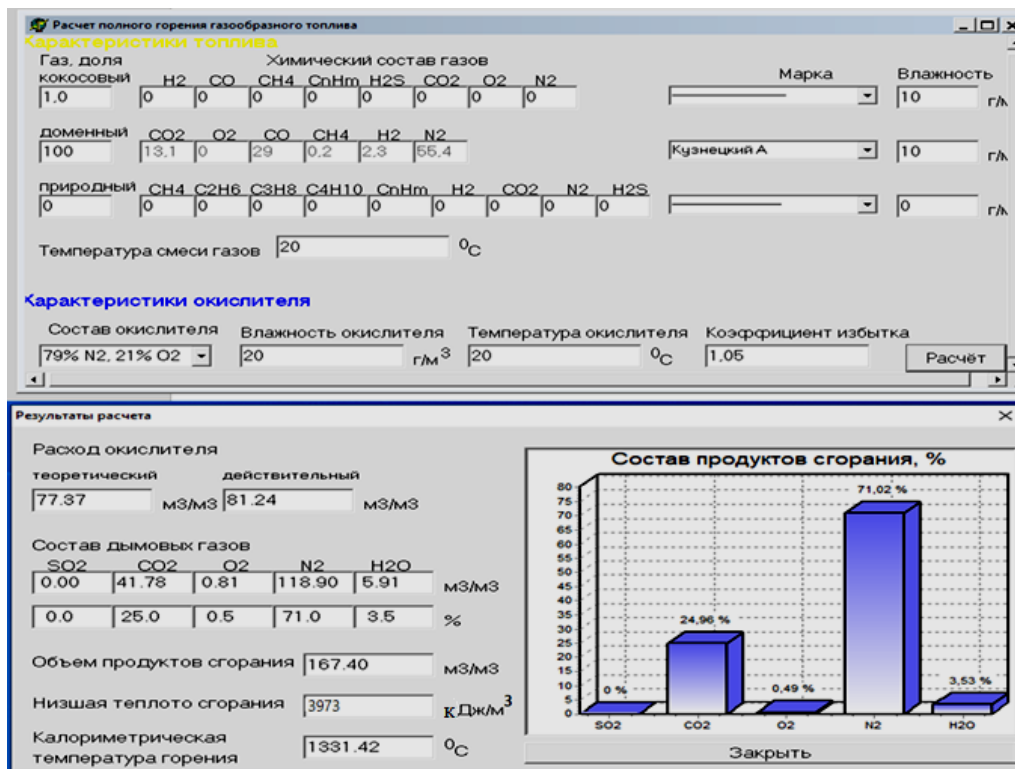 Расчет полного горения газообразного топлива
Характеристики топлива
Газ, доля Химический состав газов Марка Влажность
кокосовый H2 CO CH4 CnHm H2S CO2 O2 N2
1,0 0 0 0 0 0 0 0 0 10 г/м
доменный CO2 O2 CO CH4 H2 N2
100 13,1 0 29 0,2 2,3 55,4 Кузнецкий А 10 г/м
природный CH4 C2H6 C3H8 C4H10 CnHm H2 CO2 N2 H2S
0 0 0 0 0 0 0 0 0 0 0 г/м
Температура смеси газов 20 ⁰C
Характеристики окислителя
Состав окислителя Влажность окислителя Температура окислителя Коэффициент избытка
79% N2, 21% O2 20 г/м³ 20 ⁰C 1,05 Расчёт
Результаты расчета
Расход окислителя
теоретический действительный
77.37 м3/м3 81.24 м3/м3
Состав дымовых газов
SO2 CO2 O2 N2 H2O
0.00 41.78 0.81 118.90 5.91 м3/м3
0.0 25.0 0.5 71.0 3.5 %
Объем продуктов сгорания 167.40 м3/м3
Низшая теплото сгорания 3973 кДж/м³
Калориметрическая
температура горения 1331.42 ⁰C
Состав продуктов сгорания, %
80
75
70
65
60
55
50
45
40
35
30
25
20
15
10
5
0
0 % 24,96 % 0,49 % 71,02 % 3,53 %
SO2 CO2 O2 N2 H2O
Закрыть